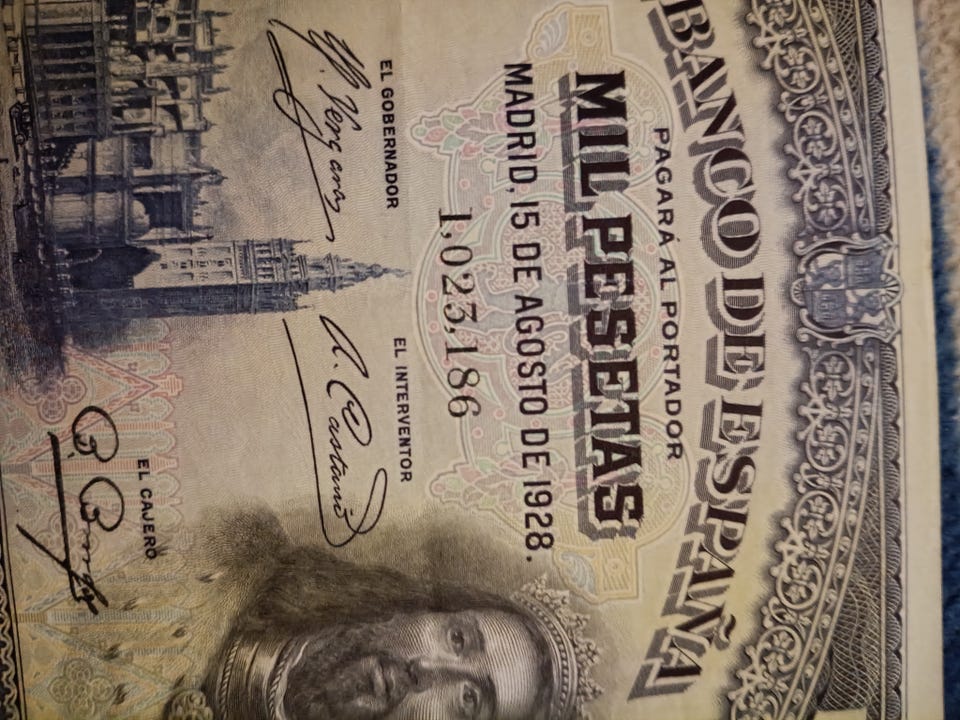 BANCO DE ESPAÑA
PAGARÁ AL PORTADOR
MIL PESETAS
MADRID, 15 DE AGOSTO DE 1928.
1,023,186
EL GOBERNADOR
EL INTERVENTOR
EL CAJERO